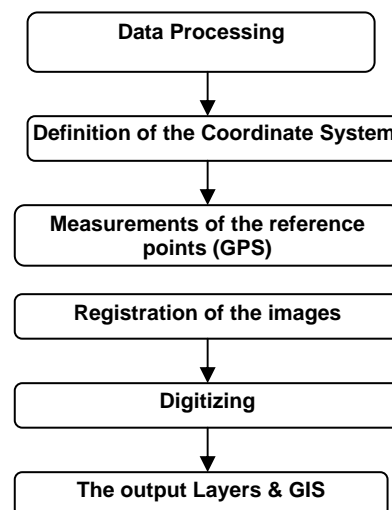 Data Processing
Definition of the Coordinate System
Measurements of the reference
points (GPS)
Registration of the images
Digitizing
The output Layers & GIS